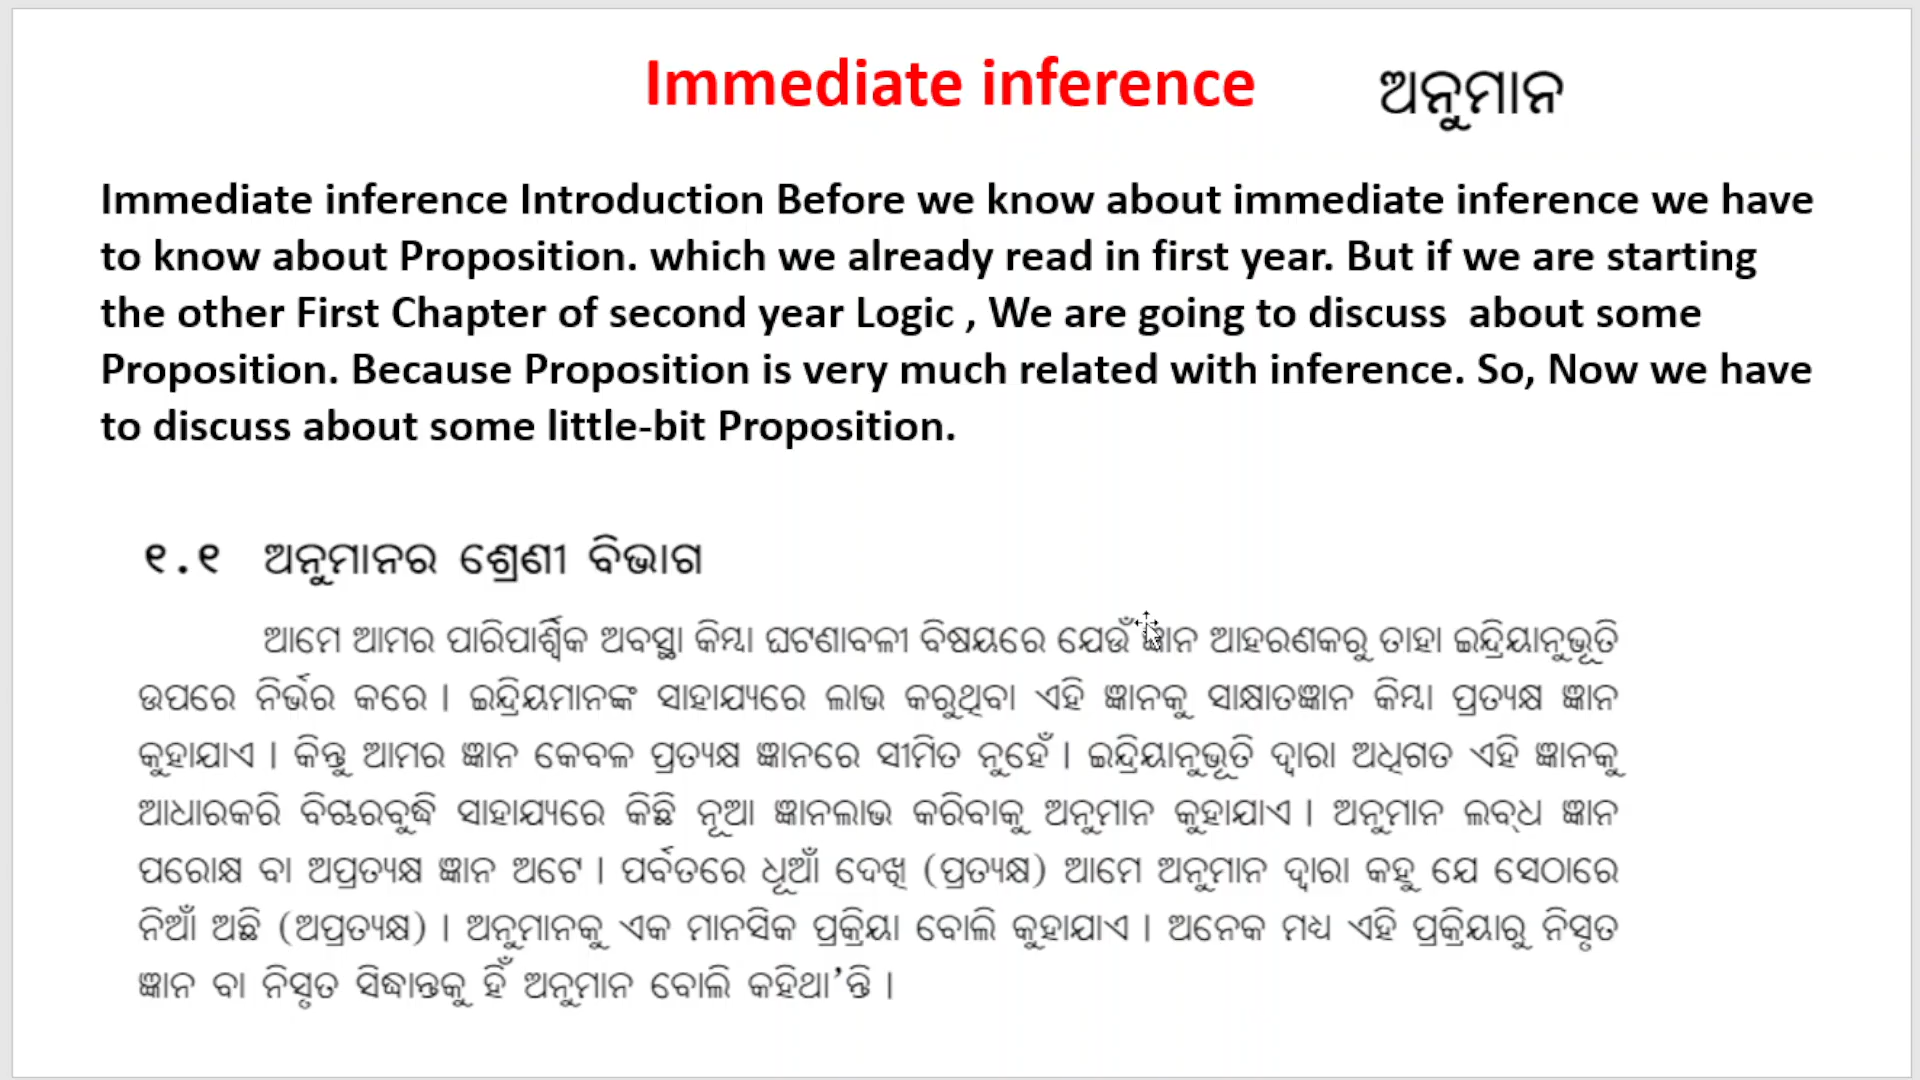 Immediate inference ଅନୁମାନ
Immediate inference Introduction Before we know about immediate inference we have
to know about Proposition. which we already read in first year. But if we are starting
the other First Chapter of second year Logic , We are going to discuss  about some
Proposition. Because Proposition is very much related with inference. So, Now we have
to discuss about some little-bit Proposition.
୧.୧ ଅନୁମାନର ଶ୍ରେଣୀ ବିଭାଗ
ଆମେ ଆମର ପାରିପାର୍ଶ୍ୱିକ ଅବସ୍ଥା କିମ୍ବା ଘଟଣାବଳୀ ବିଷୟରେ ଯେଉଁ ଜ୍ଞାନ ଆହରଣକରୁ ତାହା ଇନ୍ଦ୍ରିୟାନୁଭୂତି
ଉପରେ ନିର୍ଭର କରେ । ଇନ୍ଦ୍ରିୟମାନଙ୍କ ସାହାଯ୍ୟରେ ଲାଭ କରୁଥିବା ଏହି ଜ୍ଞାନକୁ ସାକ୍ଷାତଜ୍ଞାନ କିମ୍ବା ପ୍ରତ୍ୟକ୍ଷ ଜ୍ଞାନ
କୁହାଯାଏ । କିନ୍ତୁ ଆମର ଜ୍ଞାନ କେବଳ ପ୍ରତ୍ୟକ୍ଷ ଜ୍ଞାନରେ ସୀମିତ ନୁହେଁ । ଇନ୍ଦ୍ରିୟାନୁଭୂତି ଦ୍ୱାରା ଅଧିଗତ ଏହି ଜ୍ଞାନକୁ
ଆଧାରକରି ବିଚାରବୁଦ୍ଧି ସାହାଯ୍ୟରେ କିଛି ନୂଆ ଜ୍ଞାନଲାଭ କରିବାକୁ ଅନୁମାନ କୁହାଯାଏ । ଅନୁମାନ ଲବ୍ଧ ଜ୍ଞାନ
ପରୋକ୍ଷ ବା ଅପ୍ରତ୍ୟକ୍ଷ ଜ୍ଞାନ ଅଟେ । ପର୍ବତରେ ଧୂଆଁ ଦେଖି (ପ୍ରତ୍ୟକ୍ଷ) ଆମେ ଅନୁମାନ ଦ୍ୱାରା କହୁ ଯେ ସେଠାରେ
ନିଆଁ ଅଛି (ଅପ୍ରତ୍ୟକ୍ଷ) । ଅନୁମାନକୁ ଏକ ମାନସିକ ପ୍ରକ୍ରିୟା ବୋଲି କୁହାଯାଏ । ଅନେକ ମଧ୍ୟ ଏହି ପ୍ରକ୍ରିୟାରୁ ନିସୃତ
ଜ୍ଞାନ ବା ନିସୃତ ସିଦ୍ଧାନ୍ତକୁ ହିଁ ଅନୁମାନ ବୋଲି କହିଥା'ନ୍ତି ।